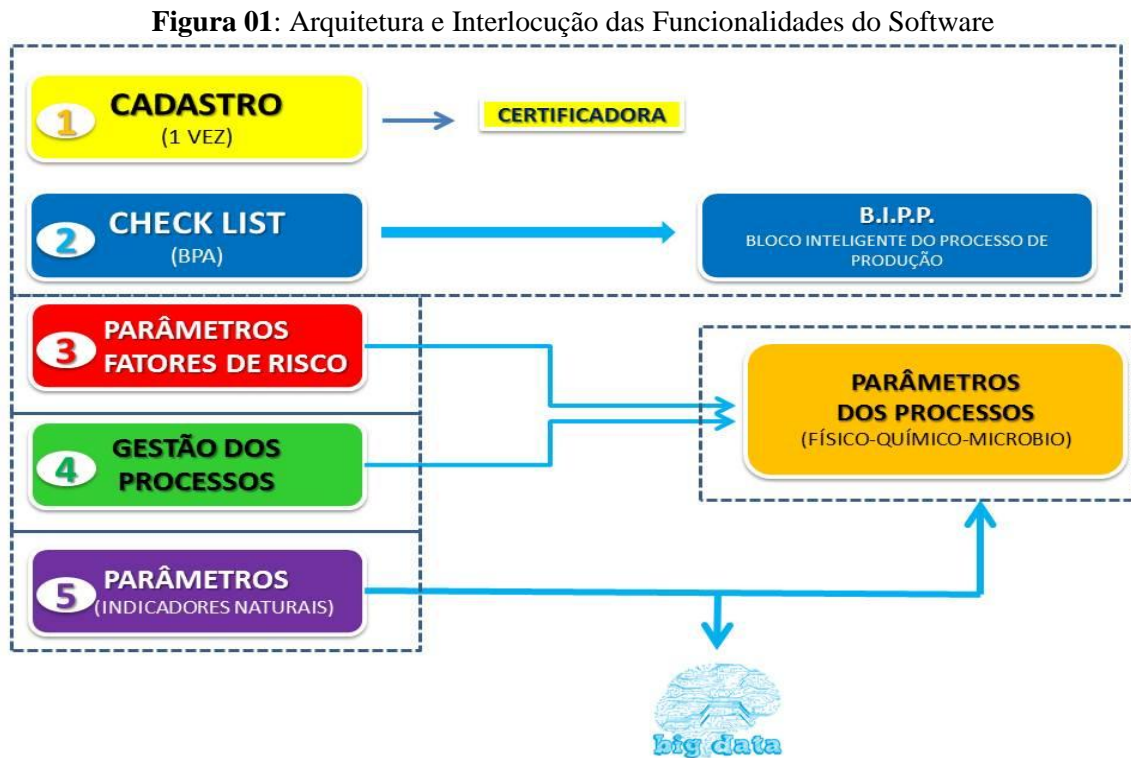 Figura 01: Arquitetura e Interlocução das Funcionalidades do Software
1
CADASTRO
(1 VEZ)
CERTIFICADORA
2
CHECK LIST
(BPA)
B.I.P.P.
BLOCO INTELIGENTE DO PROCESSO DE
PRODUÇÃO
3
PARÂMETROS
FATORES DE RISCO
PARÂMETROS
DOS PROCESSOS
(FÍSICO-QUÍMICO-MICROBIO)
4
GESTÃO DOS
PROCESSOS
5
PARÂMETROS
(INDICADORES NATURAIS)
big data